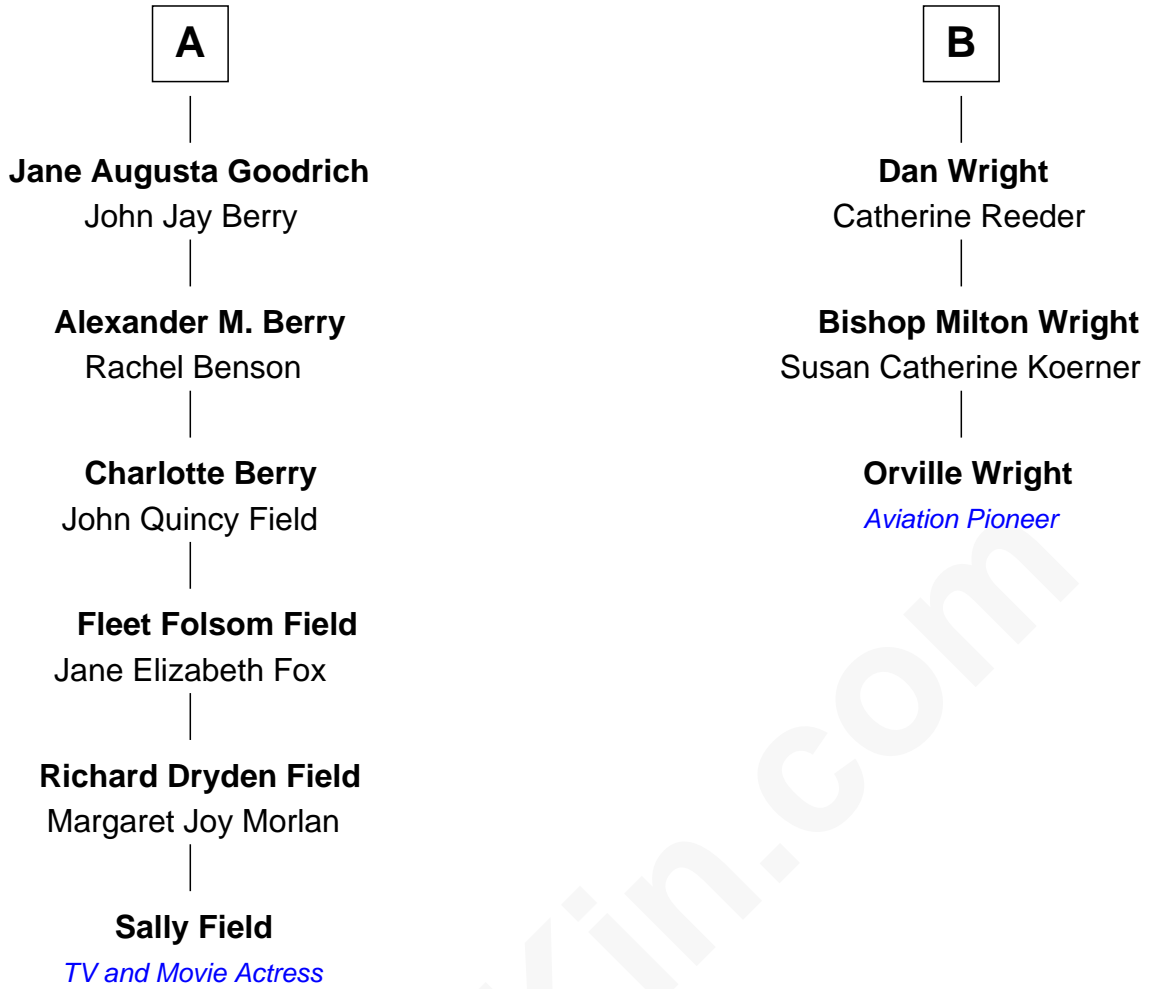 A
Jane Augusta Goodrich
John Jay Berry
Alexander M. Berry
Rachel Benson
Charlotte Berry
John Quincy Field
Fleet Folsom Field
Jane Elizabeth Fox
Richard Dryden Field
Margaret Joy Morlan
Sally Field
TV and Movie Actress
B
Dan Wright
Catherine Reeder
Bishop Milton Wright
Susan Catherine Koerner
Orville Wright
Aviation Pioneer